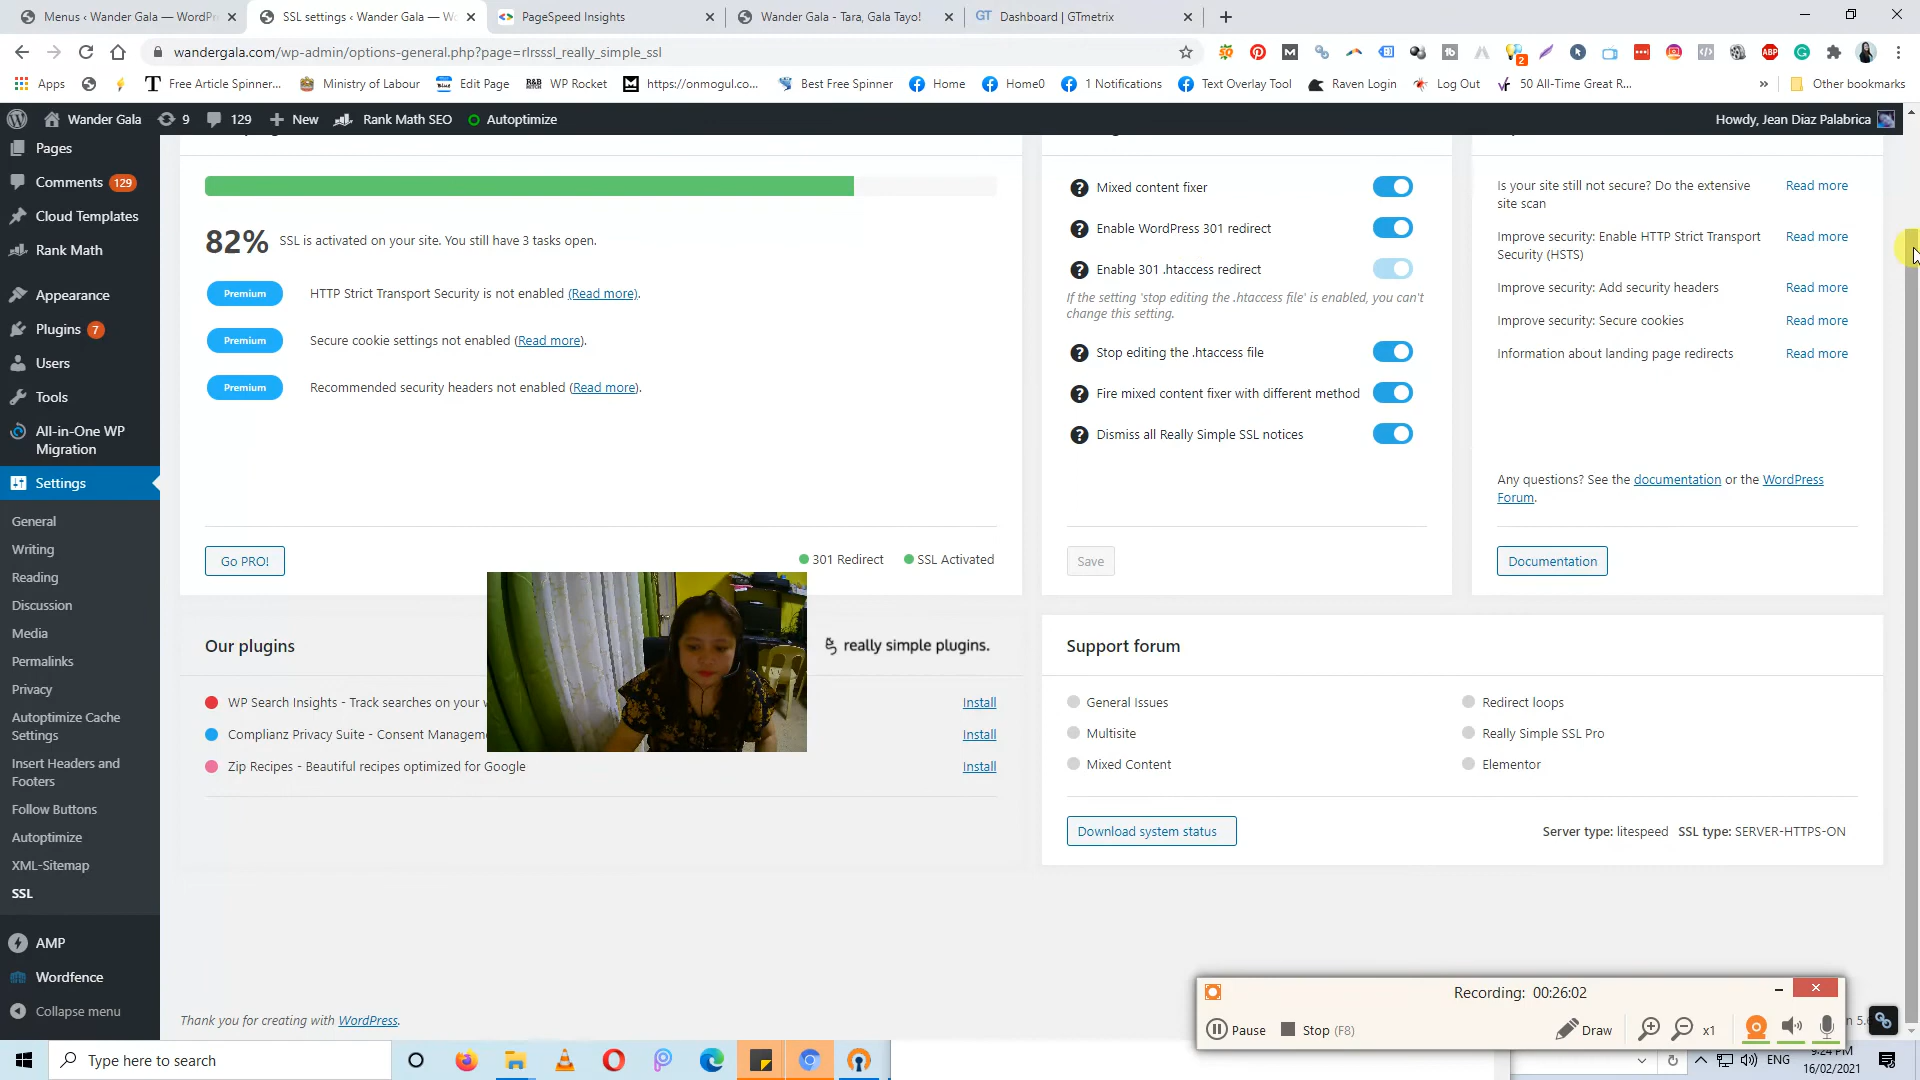 Menus ‹ Wander Gala — WordPr
SSL settings ‹ Wander Gala — Wo
PageSpeed Insights
Wander Gala - Tara, Gala Tayo!
GT Dashboard | GTmetrix
wandergala.com/wp-admin/options-general.php?page=rlrsssl_really_simple_ssl
Apps
T Free Article Spinner...
Ministry of Labour
Edit Page
WP Rocket
https://onmogul.co...
Best Free Spinner
Home
Home0
1 Notifications
Text Overlay Tool
Raven Login
Log Out
50 All-Time Great R...
»
Other bookmarks
Wander Gala
9
129
New
Rank Math SEO
Autoptimize
Howdy, Jean Diaz Palabrica
Pages
Comments 129
Cloud Templates
Rank Math
Appearance
Plugins 7
Users
Tools
All-in-One WP
Migration
Settings
General
Writing
Reading
Discussion
Media
Permalinks
Privacy
Autoptimize Cache
Settings
Insert Headers and
Footers
Follow Buttons
Autoptimize
XML-Sitemap
SSL
AMP
Wordfence
Collapse menu
82% SSL is activated on your site. You still have 3 tasks open.
Premium HTTP Strict Transport Security is not enabled (Read more).
Premium Secure cookie settings not enabled (Read more).
Premium Recommended security headers not enabled (Read more).
Go PRO!
301 Redirect
SSL Activated
Mixed content fixer
Enable WordPress 301 redirect
Enable 301 .htaccess redirect
If the setting 'stop editing the .htaccess file' is enabled, you can't
change this setting.
Stop editing the .htaccess file
Fire mixed content fixer with different method
Dismiss all Really Simple SSL notices
Save
Is your site still not secure? Do the extensive
site scan
Read more
Improve security: Enable HTTP Strict Transport
Security (HSTS)
Read more
Improve security: Add security headers Read more
Improve security: Secure cookies Read more
Information about landing page redirects Read more
Any questions? See the documentation or the WordPress
Forum.
Documentation
Our plugins
really simple plugins.
WP Search Insights - Track searches on your Install
Complianz Privacy Suite - Consent Managem Install
Zip Recipes - Beautiful recipes optimized for Google Install
Support forum
General Issues
Multisite
Mixed Content
Redirect loops
Really Simple SSL Pro
Elementor
Download system status
Server type: litespeed SSL type: SERVER-HTTPS-ON
Thank you for creating with WordPress.
Recording: 00:26:02
Pause
Stop (F8)
Draw
x1
Type here to search
ENG
9:24 PM
16/02/2021